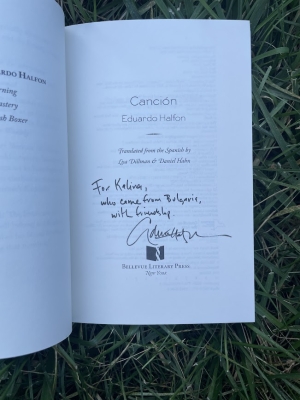 ARDO HALFON
rning
astery
sh Boxer
Canción
Eduardo Halfon
Translated from the Spanish by
Lisa Dillman & Daniel Hahn
For Kalina,
who came from Bulgaria,
with friendship.
BELLEVUE LITERARY PRESS
New York